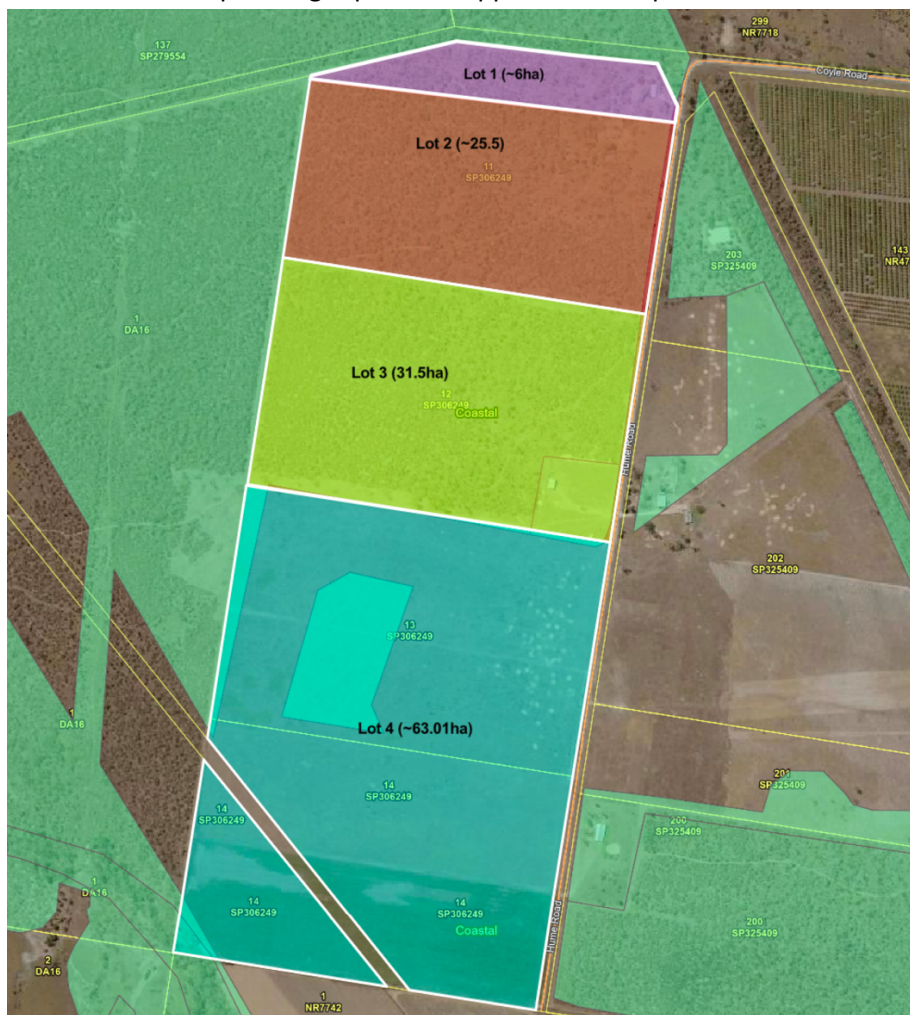 137
SP279554
299
NR7718
Coyle Road
Lot 1 (~6ha)
Lot 2 (~25.5)
11
SP306249
203
SP325409
143
1
DA16
Lot 3 (31.5ha)
12
SP306249
Coastal
Hume Road
202
SP325409
13
SP306249
1
DA16
Lot 4 (~63.01ha)
14
SP306249
14
SP306249
201
SP325409
200
SP325409
1
DA16
14
SP306249
14
SP306249
Coastal
200
SP325409
Hume Road
2
DA16
1
NR7742